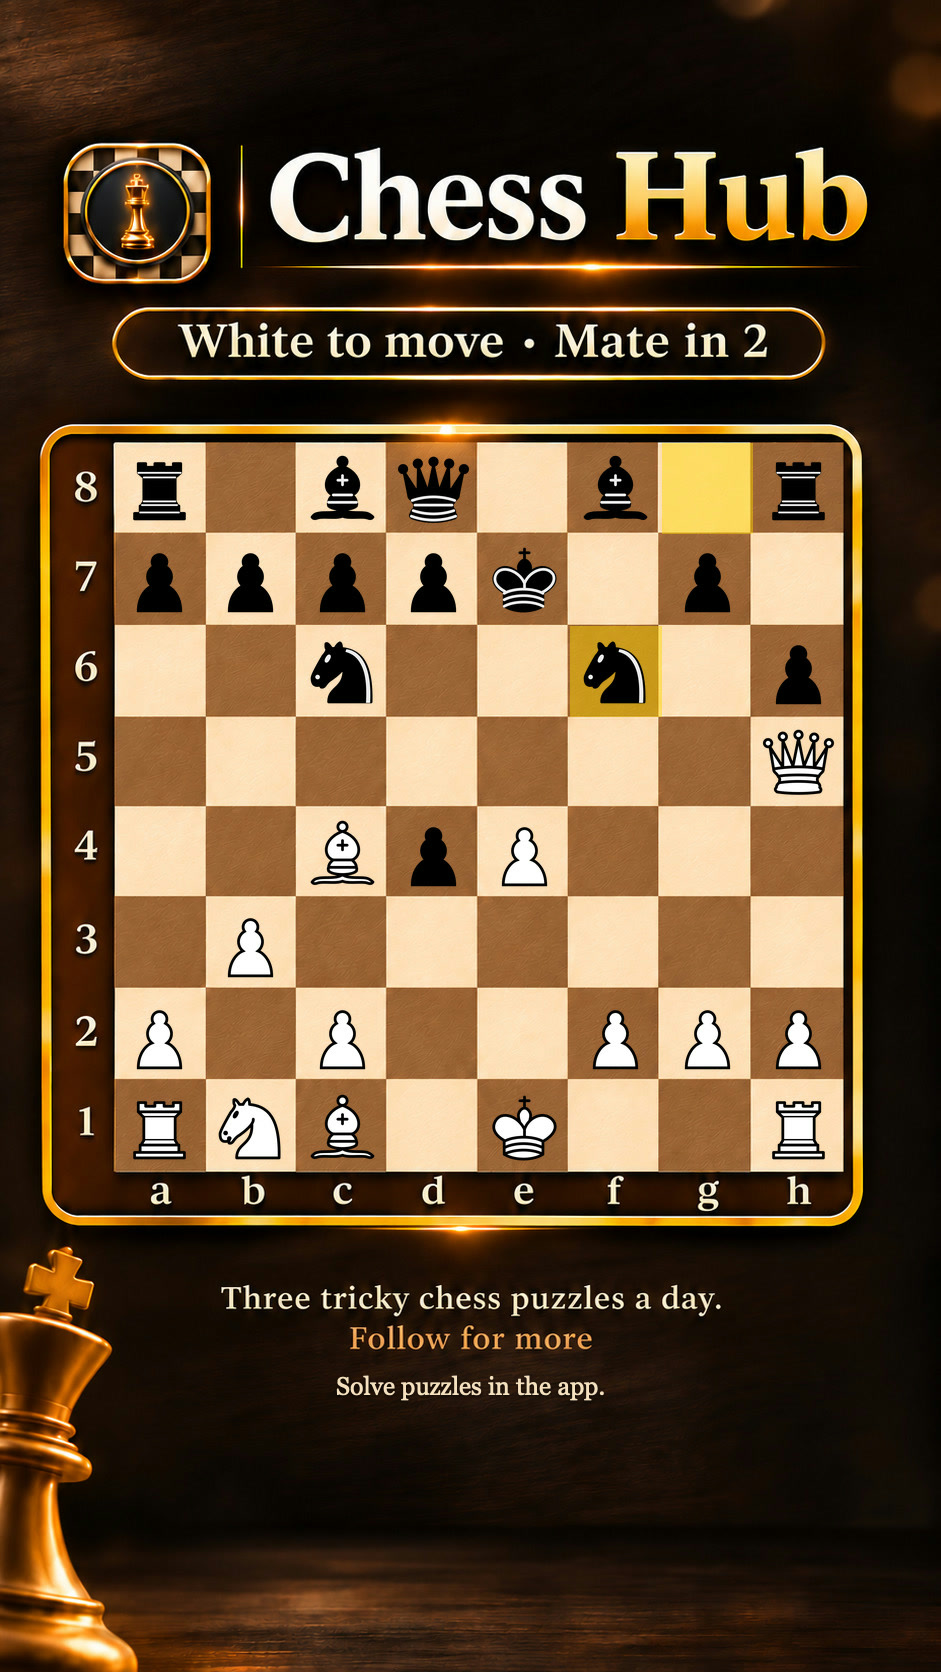 Chess Hub
White to move · Mate in 2
8
7
6
5
4
3
2
1
a b c d e f g h
Three tricky chess puzzles a day.
Follow for more
Solve puzzles in the app.